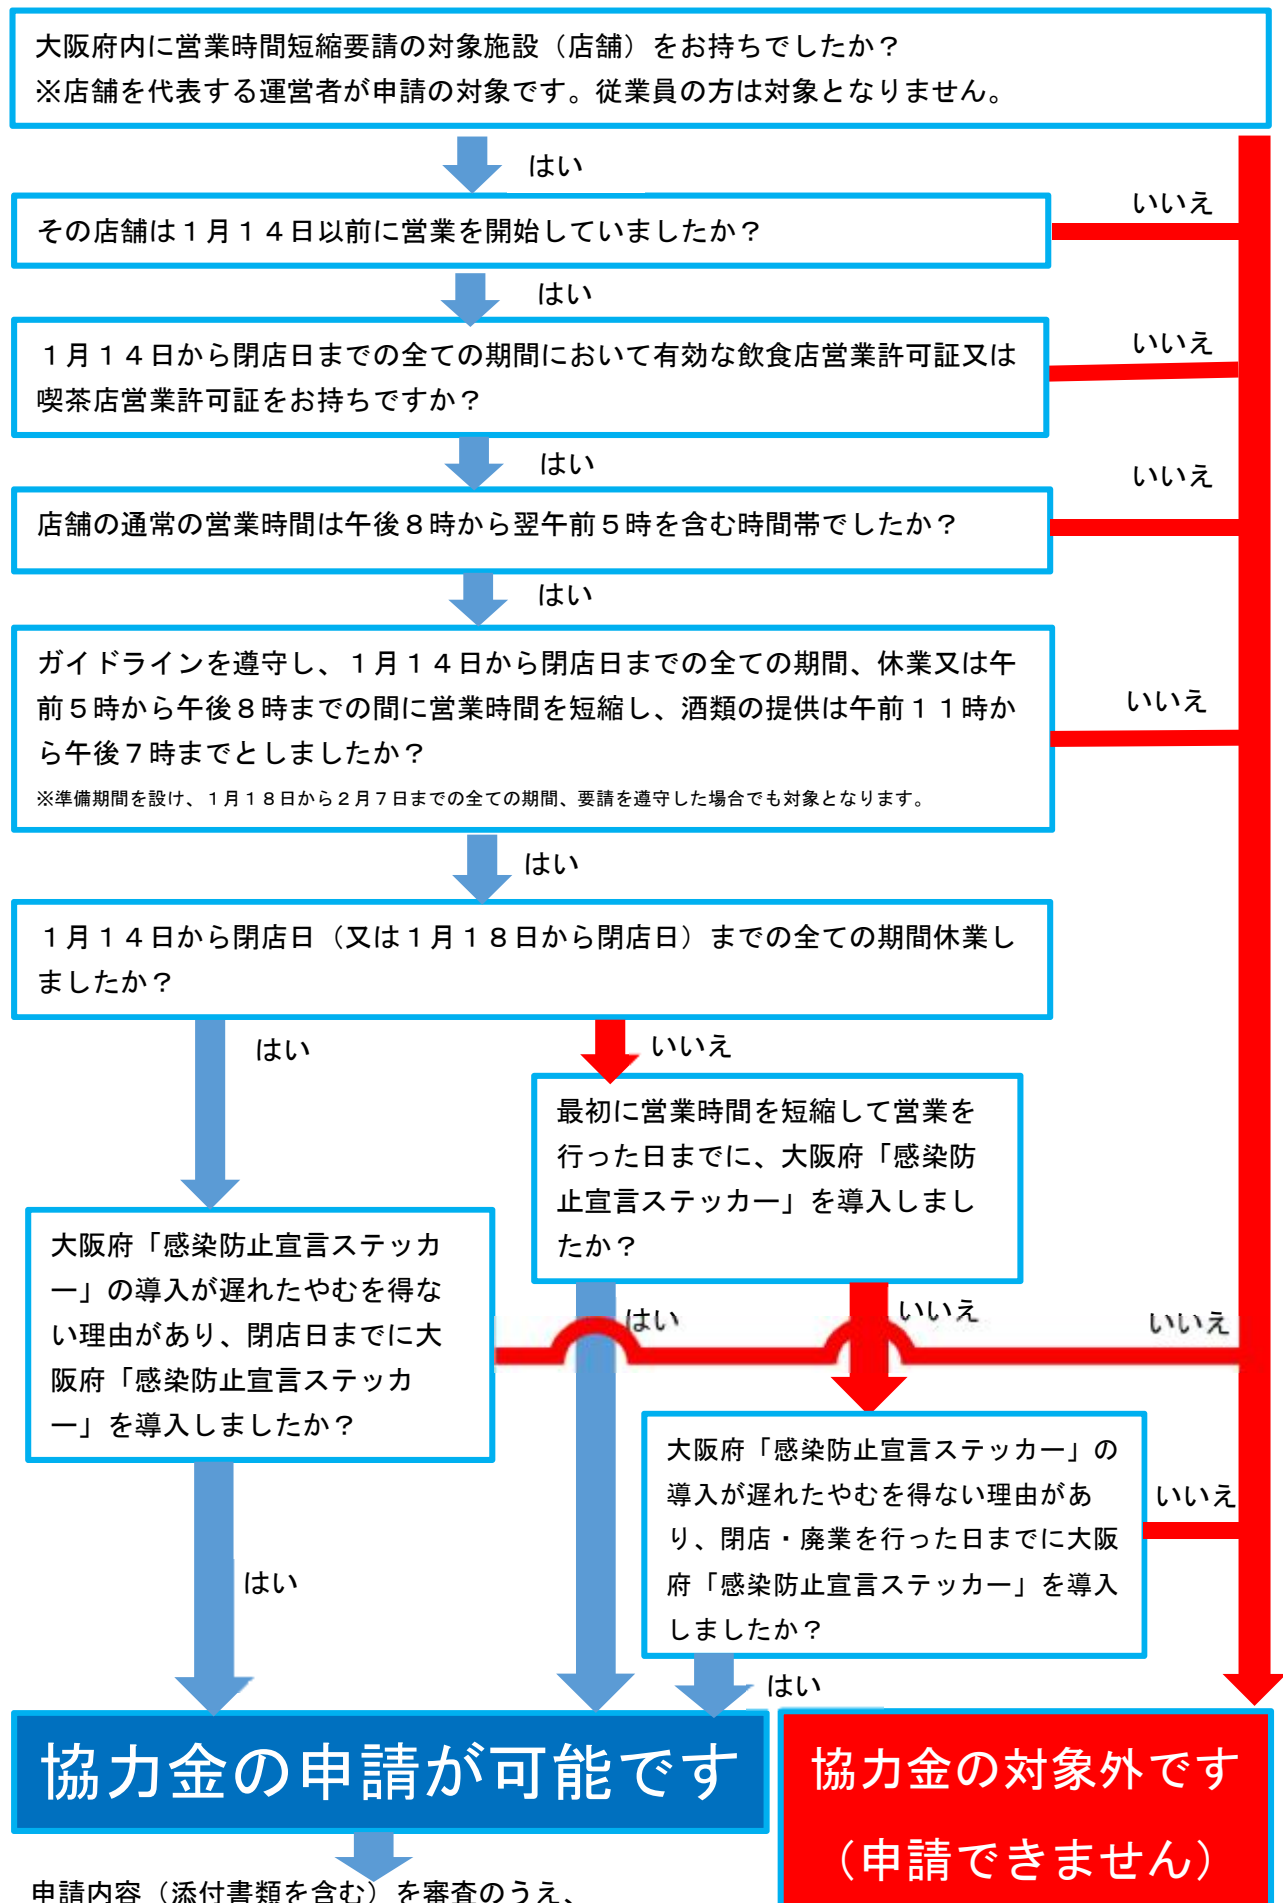 大阪府内に営業時間短縮要請の対象施設（店舗）をお持ちでしたか？
※店舗を代表する運営者が申請の対象です。従業員の方は対象となりません。
はい
いいえ
その店舗は１月１４日以前に営業を開始していましたか？
はい
いいえ
１月１４日から閉店日までの全ての期間において有効な飲食店営業許可証又は
喫茶店営業許可証をお持ちですか？
はい
いいえ
店舗の通常の営業時間は午後８時から翌午前５時を含む時間帯でしたか？
はい
ガイドラインを遵守し、１月１４日から閉店日までの全ての期間、休業又は午
前５時から午後８時までの間に営業時間を短縮し、酒類の提供は午前１１時か
ら午後７時までとしましたか？
※準備期間を設け、１月１８日から２月７日までの全ての期間、要請を遵守した場合でも対象となります。
いいえ
はい
１月１４日から閉店日（又は１月１８日から閉店日）までの全ての期間休業し
ましたか？
はい
いいえ
最初に営業時間を短縮して営業を
行った日までに、大阪府「感染防
止宣言ステッカー」を導入しまし
たか？
大阪府「感染防止宣言ステッカ
ー」の導入が遅れたやむを得な
い理由があり、閉店日までに大
阪府「感染防止宣言ステッカ
ー」を導入しましたか？
はい
いいえ
いいえ
大阪府「感染防止宣言ステッカー」の
導入が遅れたやむを得ない理由があ
り、閉店・廃業を行った日までに大阪
府「感染防止宣言ステッカー」を導入
しましたか？
いいえ
はい
はい
協力金の申請が可能です
協力金の対象外です
（申請できません）
申請内容（添付書類を含む）を審査のうえ、